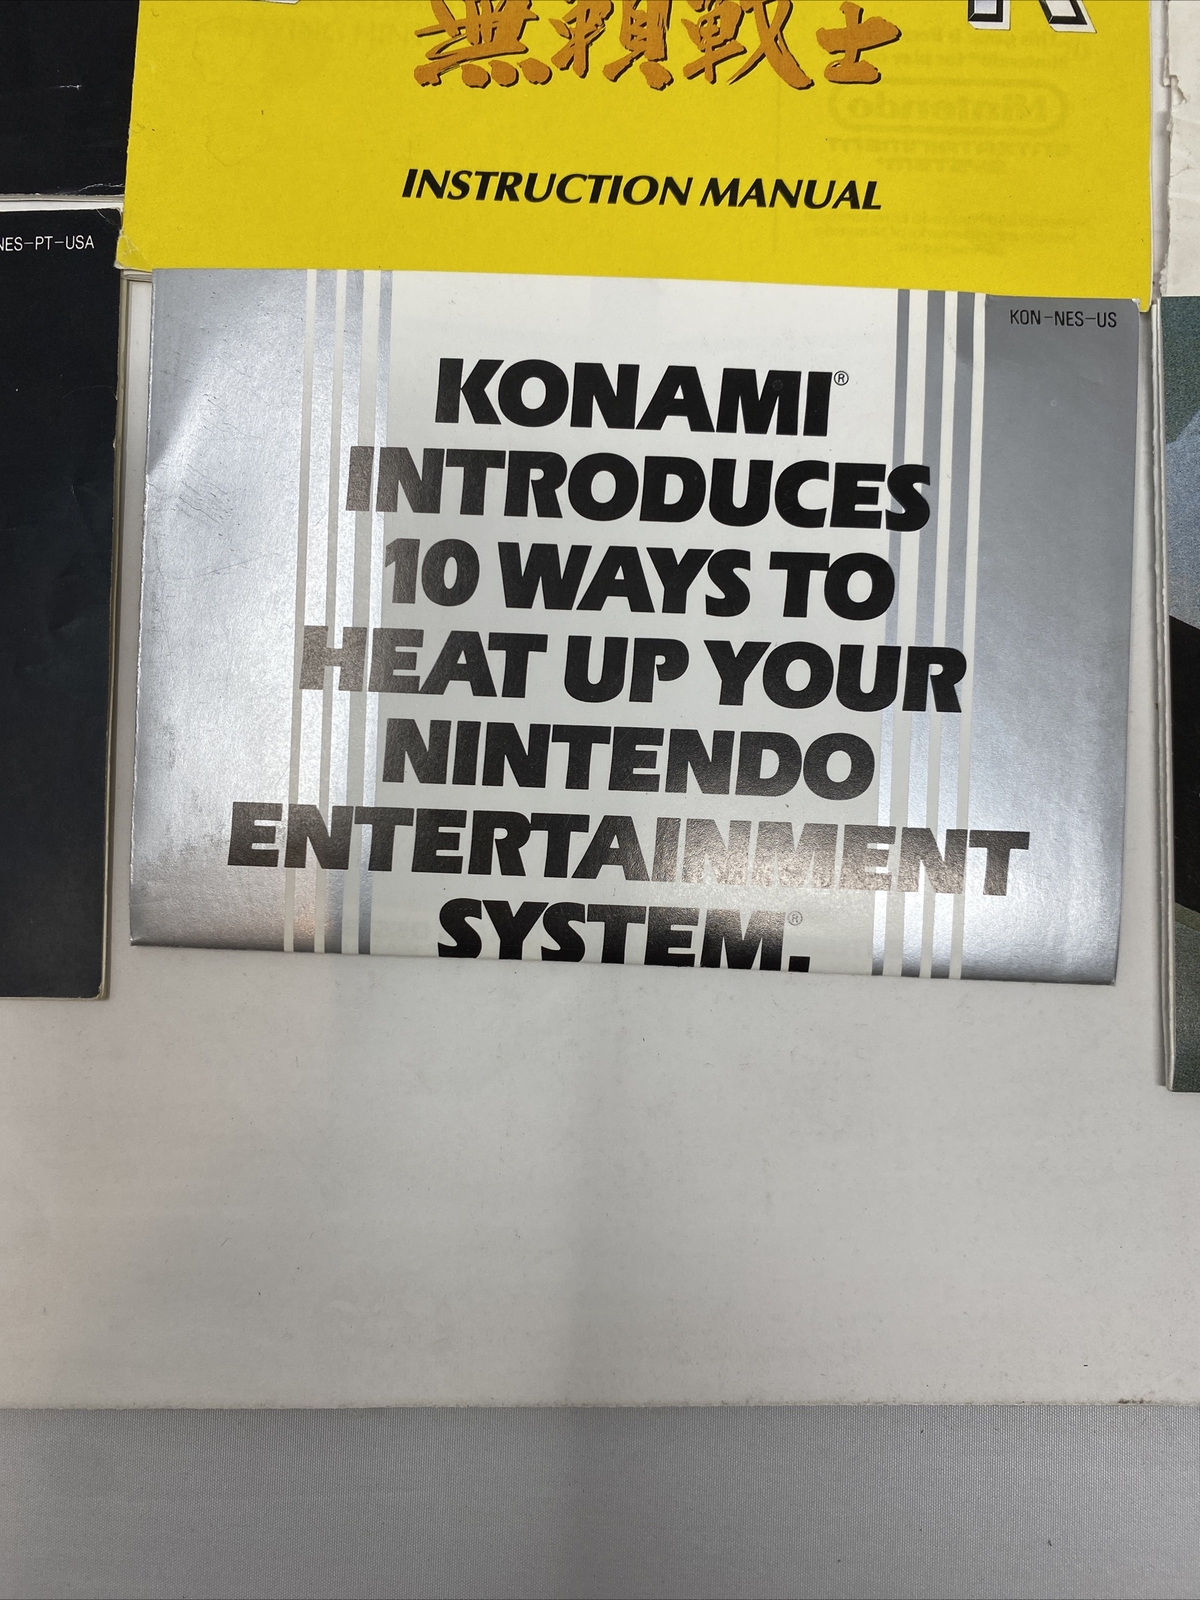 無頼戰士
R
INSTRUCTION MANUAL
NES-PT-USA
KON-NES-US
KONAMI®
INTRODUCES
10 WAYS TO
HEAT UP YOUR
NINTENDO
ENTERTAINMENT
SYSTEM.®